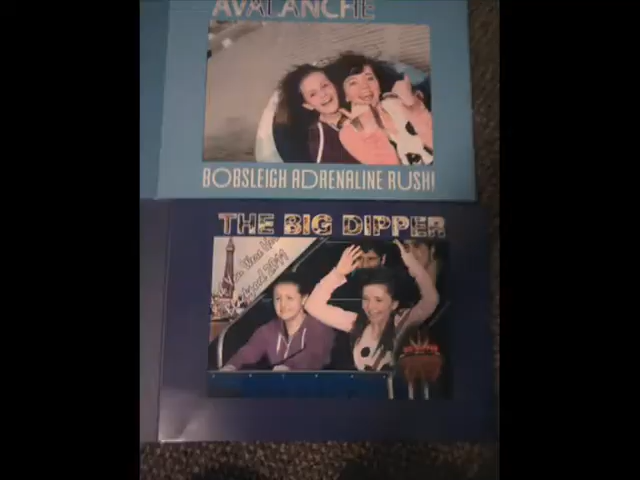 AVALANCHE
BOBSLEIGH ADRENALINE RUSH!
THE BIG DIPPER